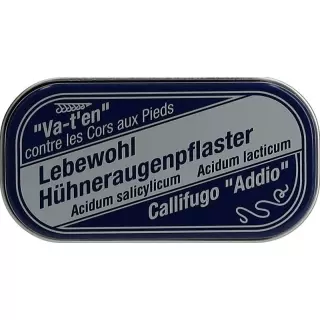 "Va-t'en"
contre les Cors aux Pieds
Lebewohl
Hühneraugenpflaster
Acidum salicylicum Acidum lacticum
Callifugo "Addio"